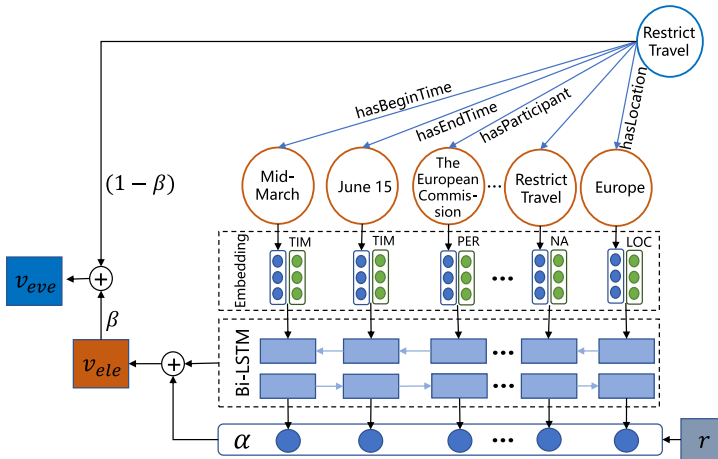 Restrict
Travel
hasBeginTime
hasEndTime
hasParticipant
hasLocation
Mid-
March
June 15
The
European
Commis-
sion
...
Restrict
Travel
Europe
(1 − β)
Embedding
TIM
TIM
PER
...
NA
LOC
v_eve
+
β
v_ele
+
Bi-LSTM
...
α
...
r